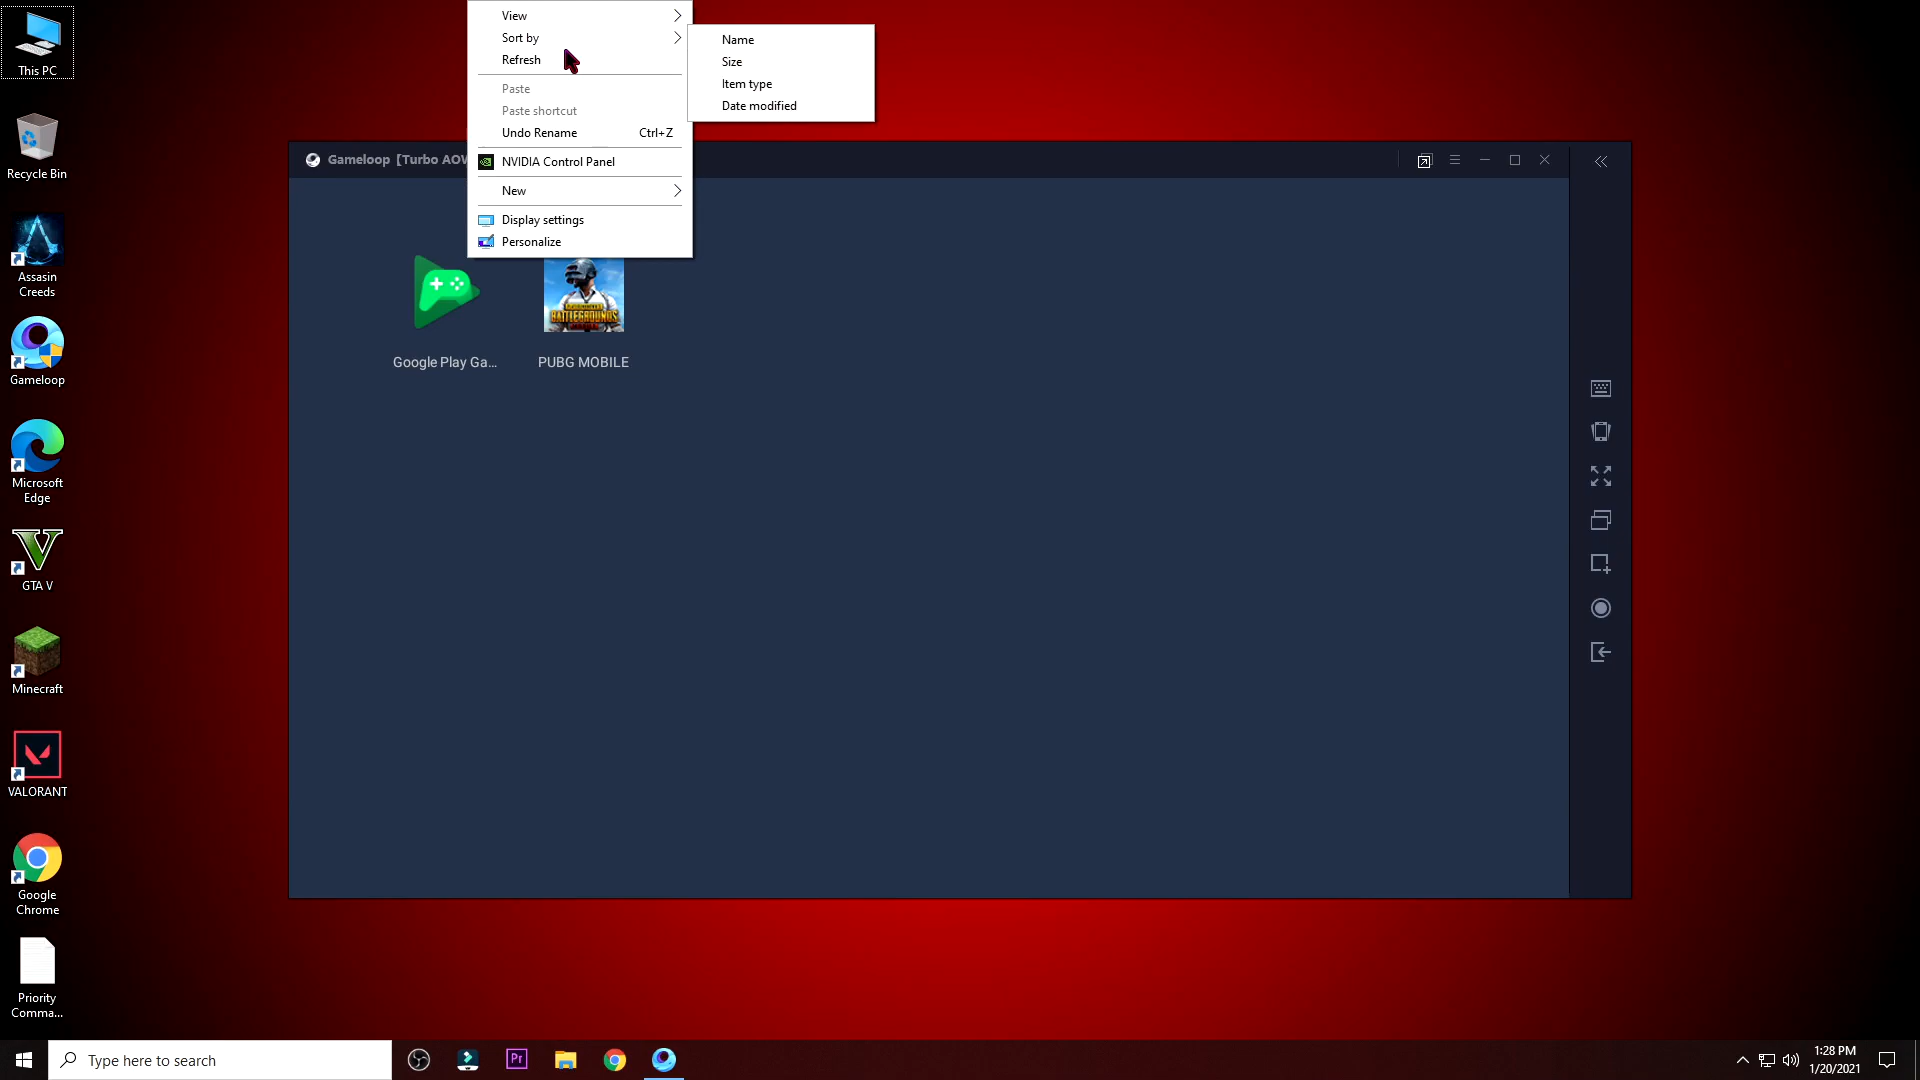 This PC
Recycle Bin
Assasin
Creeds
Gameloop
Microsoft
Edge
GTA V
Minecraft
VALORANT
Google
Chrome
Priority
Comma...
View
Sort by
Refresh
Paste
Paste shortcut
Undo Rename Ctrl+Z
NVIDIA Control Panel
New
Display settings
Personalize
Name
Size
Item type
Date modified
Gameloop [Turbo AOW
Google Play Ga...
PUBG MOBILE
BATTLEGROUNDS
Type here to search
Pr
1:28 PM
1/20/2021